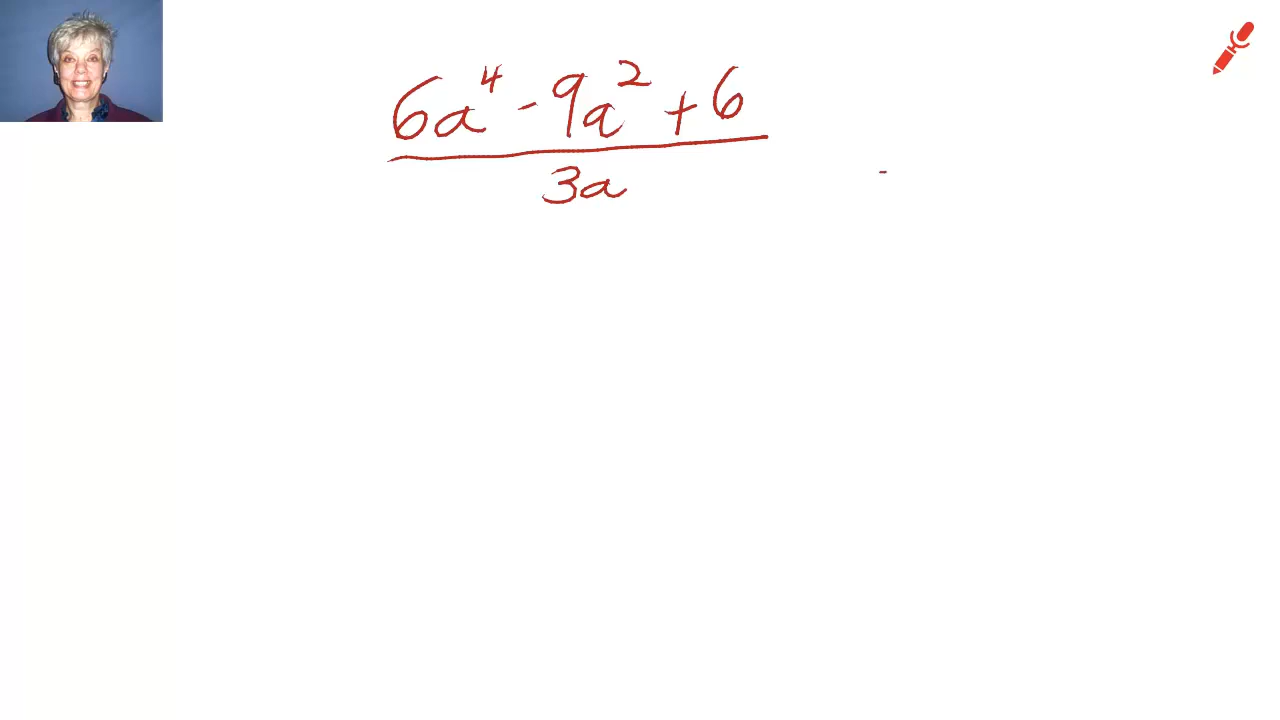 6a⁴ - 9a² + 6
3a